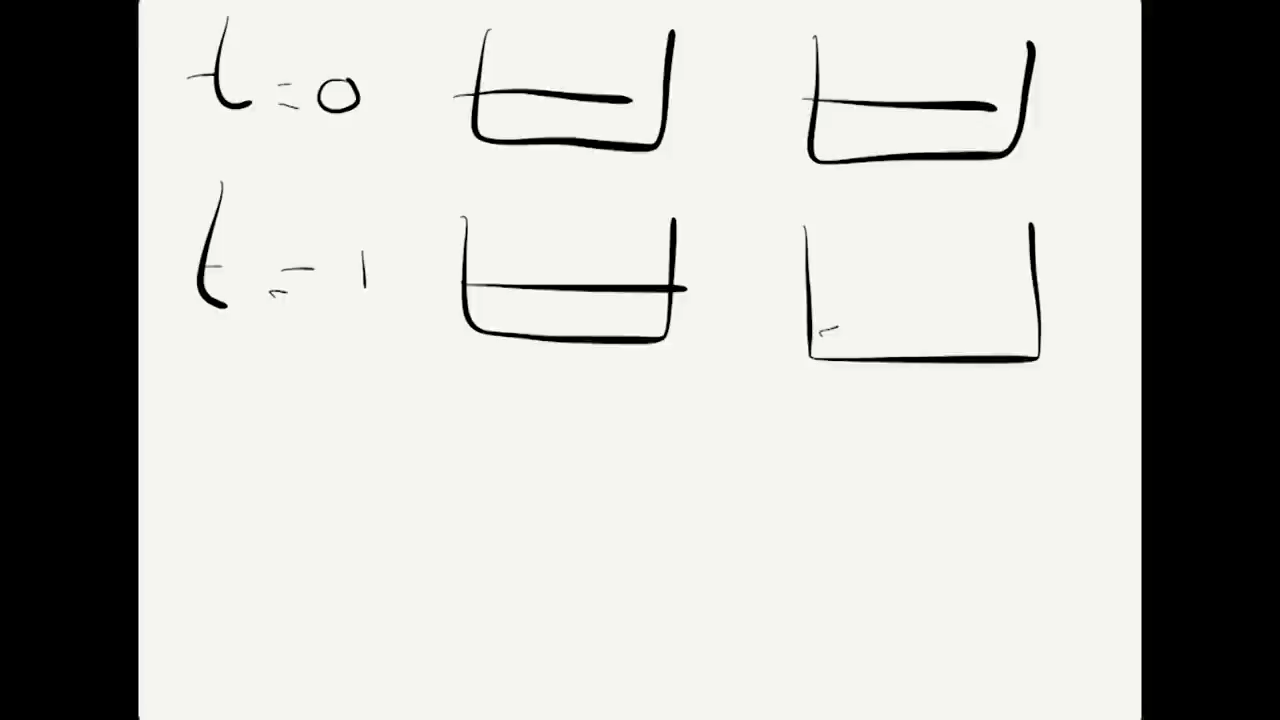 t = 0
t = 1